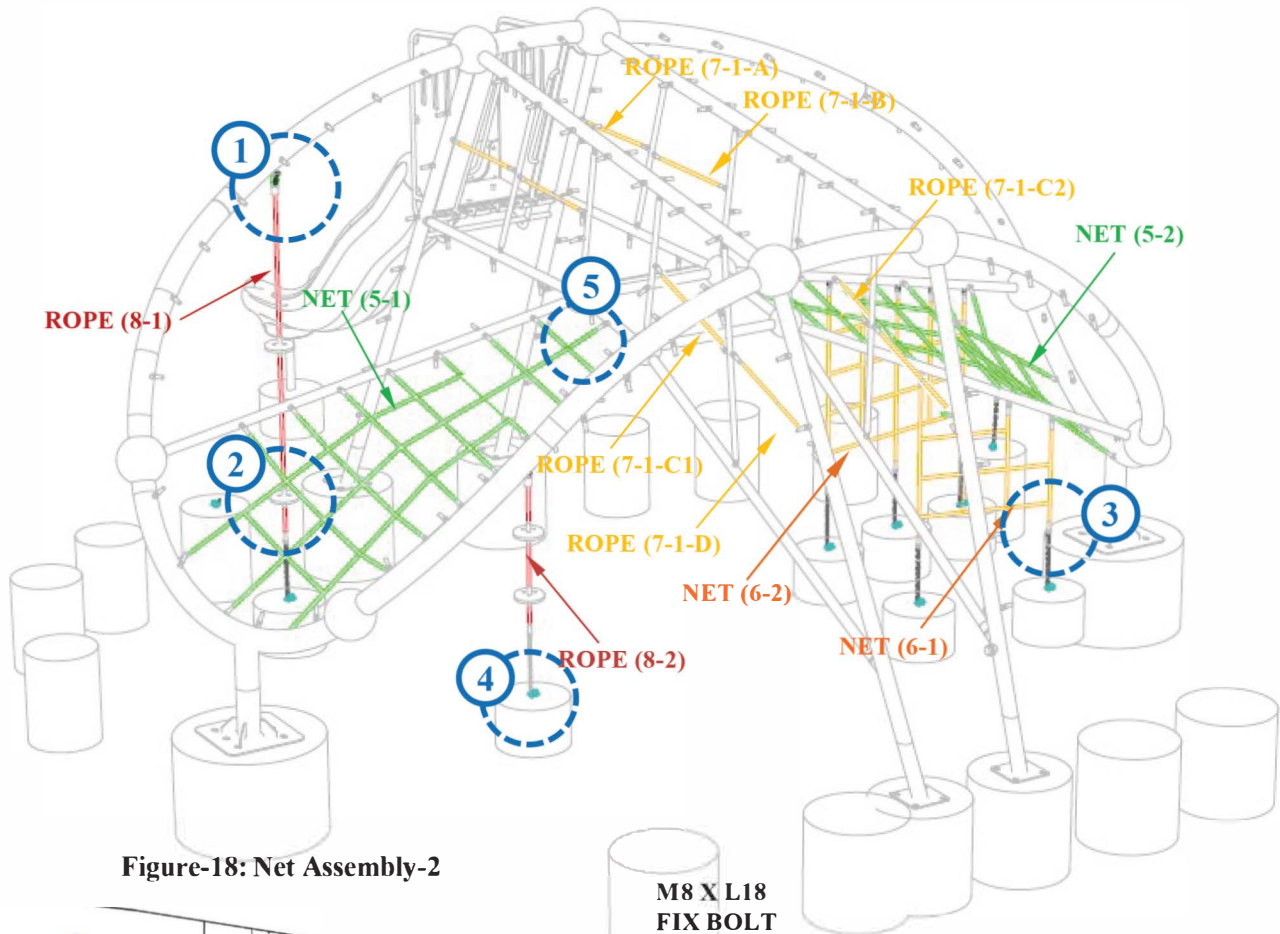 ROPE (7-1-A)
ROPE (7-1-B)
1
ROPE (7-1-C2)
NET (5-2)
5
NET (5-1)
ROPE (8-1)
2
ROPE (7-1-C1)
3
ROPE (7-1-D)
NET (6-2)
NET (6-1)
ROPE (8-2)
4
Figure-18: Net Assembly-2
M8 X L18
FIX BOLT